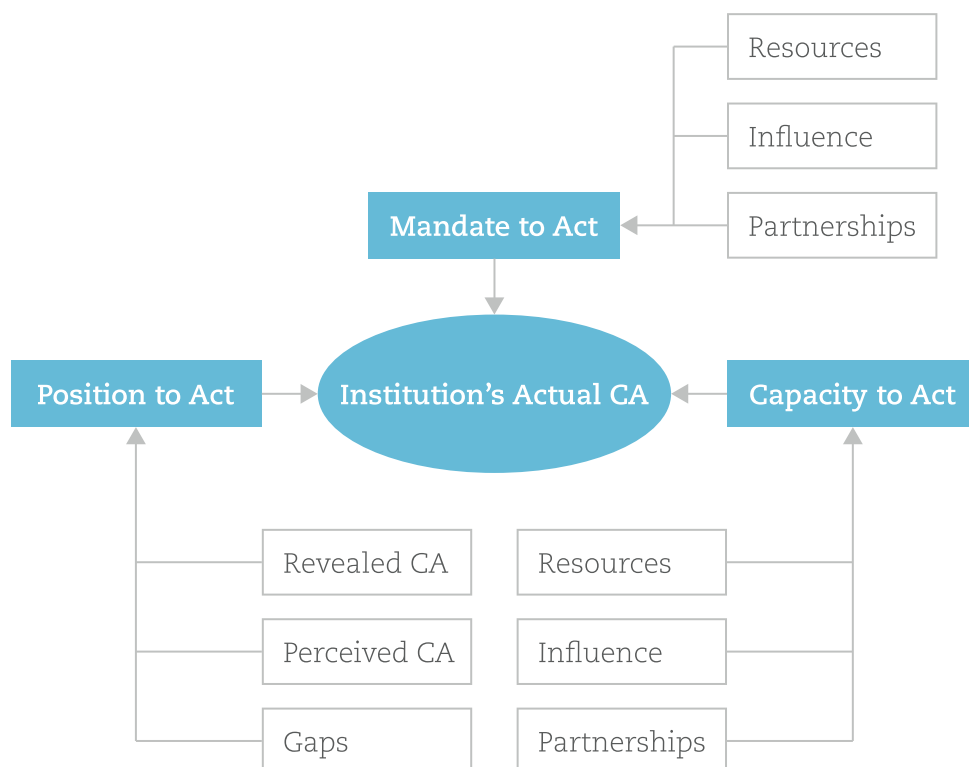 Resources
Influence
Mandate to Act
Partnerships
Position to Act
Institution’s Actual CA
Capacity to Act
Revealed CA
Resources
Perceived CA
Influence
Gaps
Partnerships